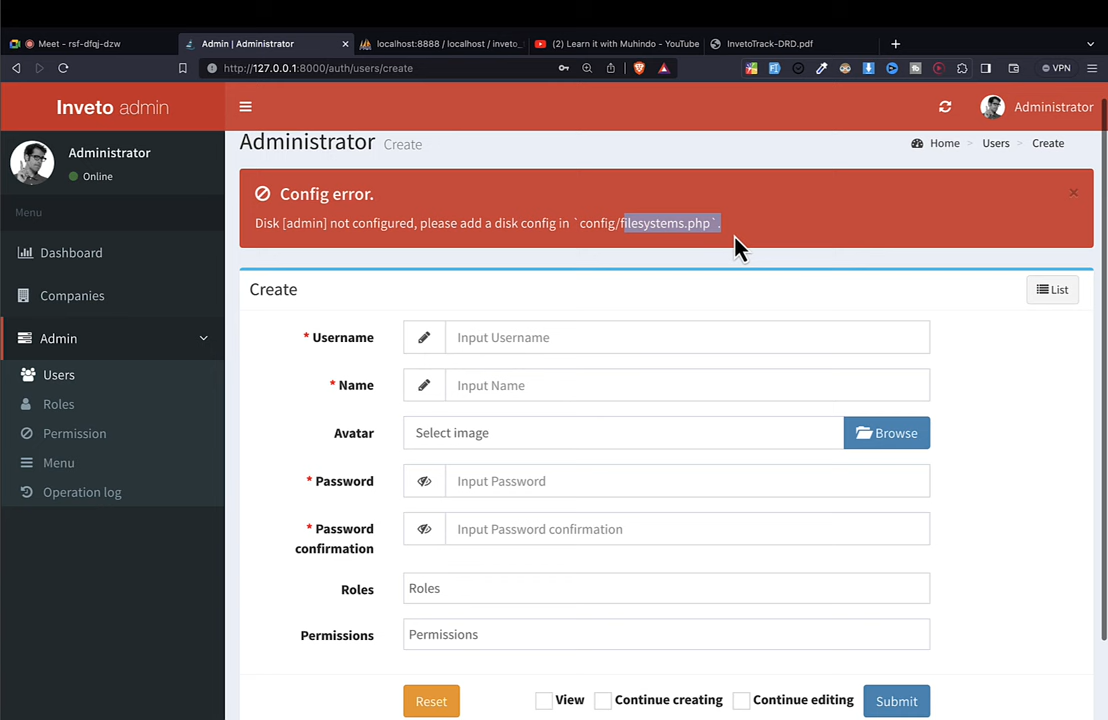 Meet - rsf-dfqj-dzw
Admin | Administrator
localhost:8888 / localhost / inveto_
(2) Learn it with Muhindo - YouTube
InvetoTrack-DRD.pdf
http://127.0.0.1:8000/auth/users/create
VPN
Inveto admin
Administrator
Administrator
Online
Menu
Dashboard
Companies
Admin
Users
Roles
Permission
Menu
Operation log
Administrator Create
Home > Users > Create
Config error.
×
Disk [admin] not configured, please add a disk config in `config/filesystems.php`.
Create
List
* Username
Input Username
* Name
Input Name
Avatar
Select image
Browse
* Password
Input Password
* Password
confirmation
Input Password confirmation
Roles
Roles
Permissions
Permissions
Reset
View
Continue creating
Continue editing
Submit